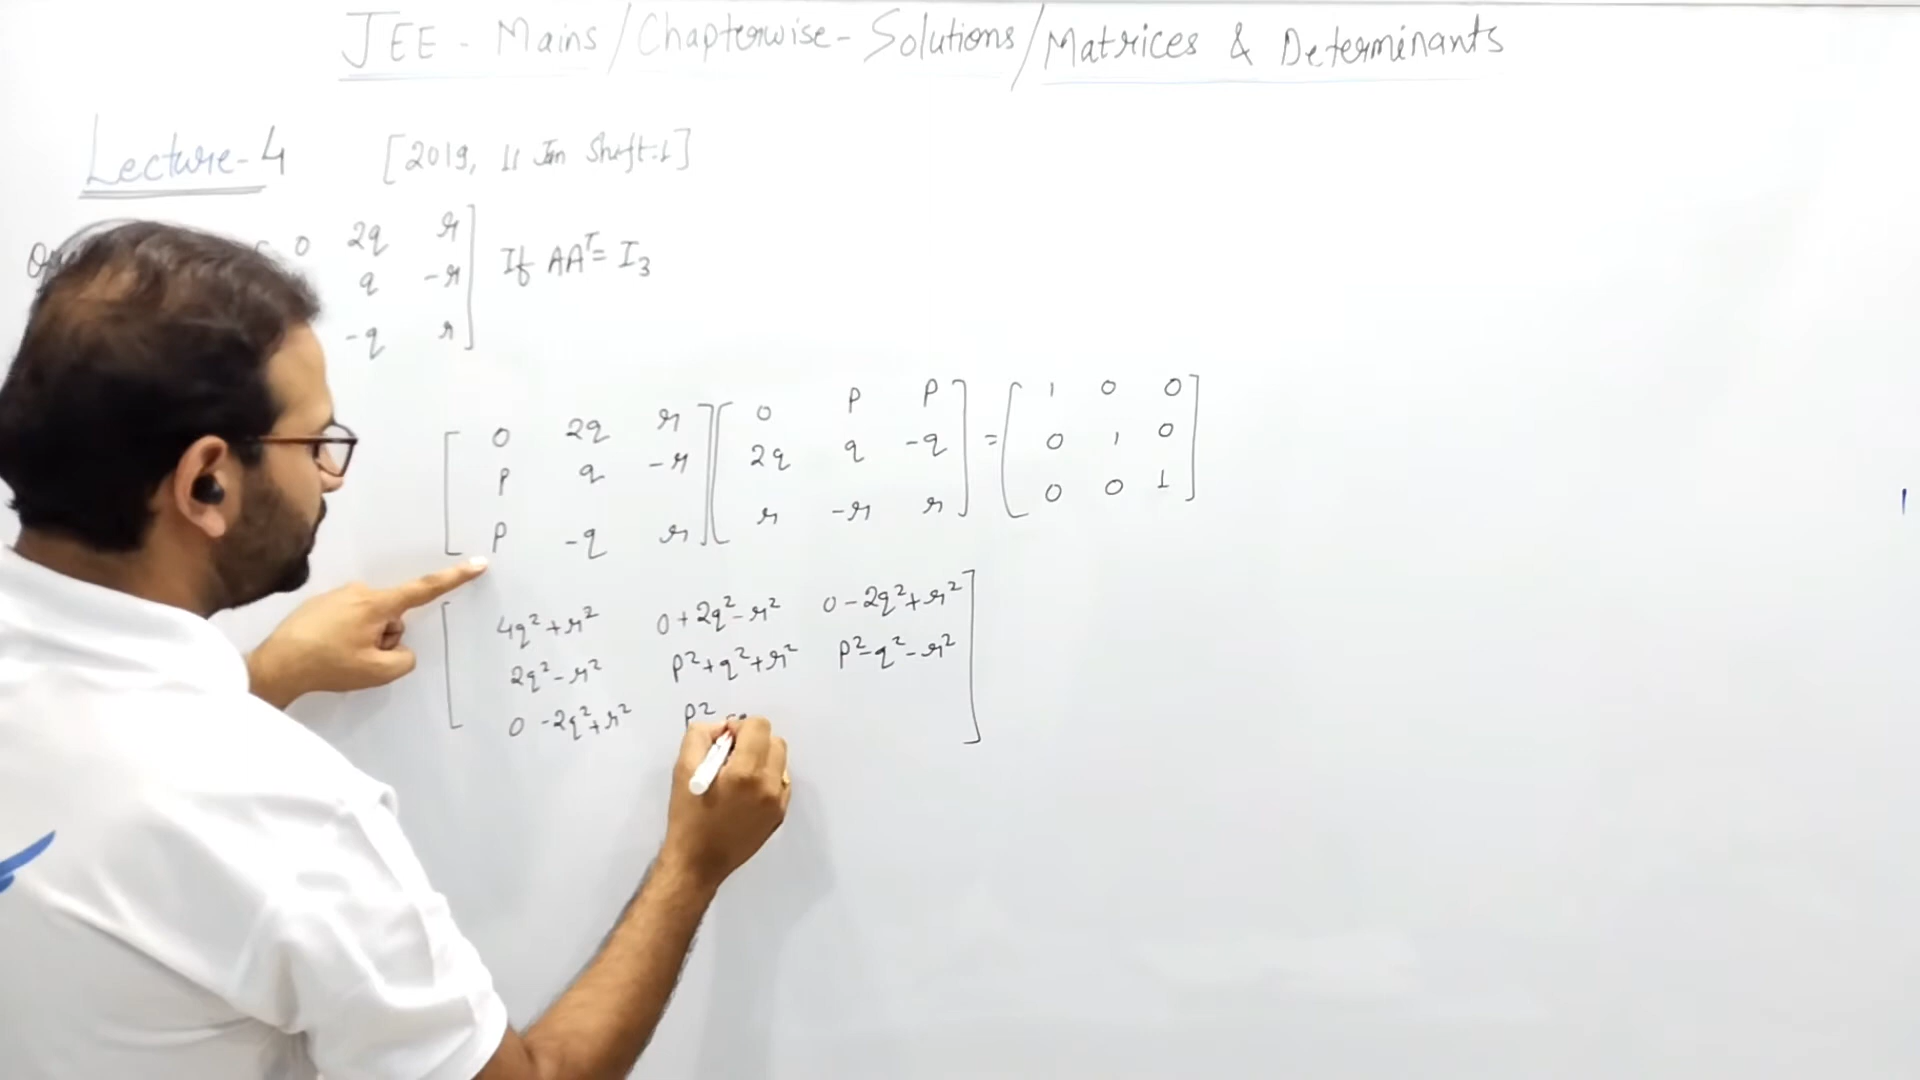 JEE - Mains / Chapterwise - Solutions / Matrices & Determinants
Lecture-4 [2019, 11 Jan Shift-1]
0 2q r
q -r If AAᵀ = I₃
-q r
[ 0 2q r ] [ 0 p p ] = [ 1 0 0 ]
[ p q -r ] [ 2q q -q ] [ 0 1 0 ]
[ p -q r ] [ r -r r ] [ 0 0 1 ]
[ 4q²+r² 0+2q²-r² 0-2q²+r² ]
[ 2q²-r² p²+q²+r² p²-q²-r² ]
[ 0-2q²+r² p² - ]